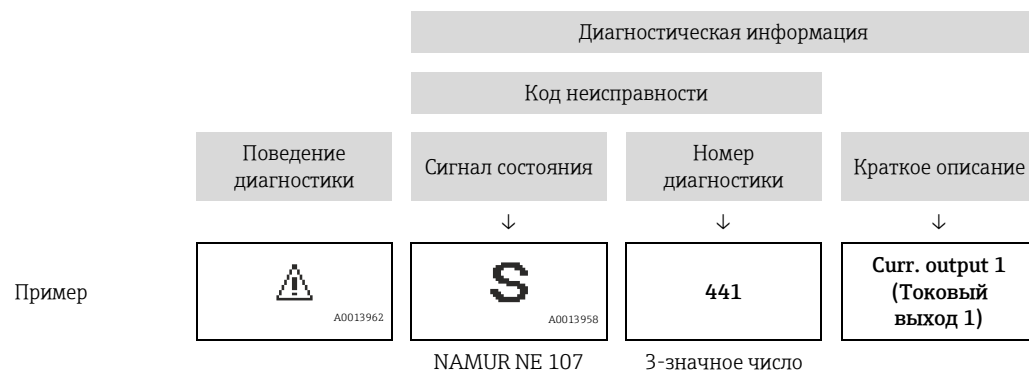 Диагностическая информация
Код неисправности
Поведение
диагностики
Сигнал состояния
Номер
диагностики
Краткое описание
↓
↓
↓
Пример
A0013962
S
A0013958
441
Curr. output 1
(Токовый
выход 1)
NAMUR NE 107
3-значное число